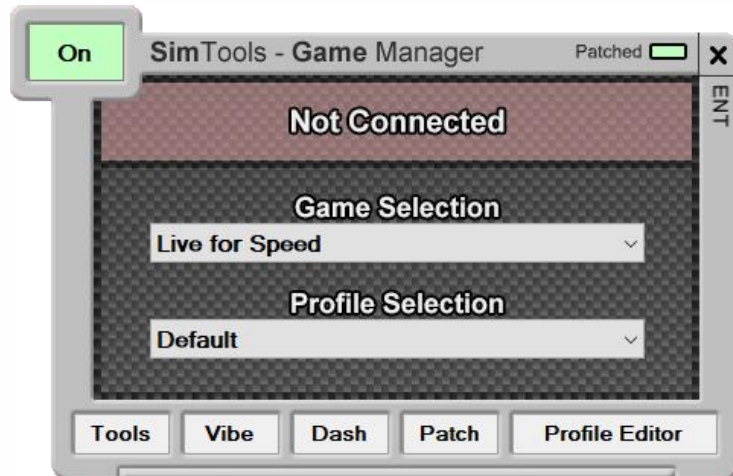 On
SimTools - Game Manager
Patched
x
ENT
Not Connected
Game Selection
Live for Speed
Profile Selection
Default
Tools
Vibe
Dash
Patch
Profile Editor